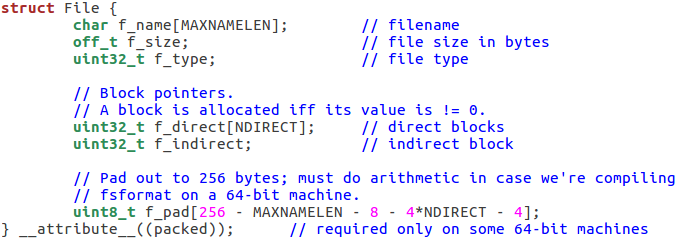 struct File {
        char f_name[MAXNAMELEN];        // filename
        off_t f_size;                   // file size in bytes
        uint32_t f_type;                // file type

        // Block pointers.
        // A block is allocated iff its value is != 0.
        uint32_t f_direct[NDIRECT];     // direct blocks
        uint32_t f_indirect;            // indirect block

        // Pad out to 256 bytes; must do arithmetic in case we're compiling
        // fsformat on a 64-bit machine.
        uint8_t f_pad[256 - MAXNAMELEN - 8 - 4*NDIRECT - 4];
} __attribute__((packed));      // required only on some 64-bit machines